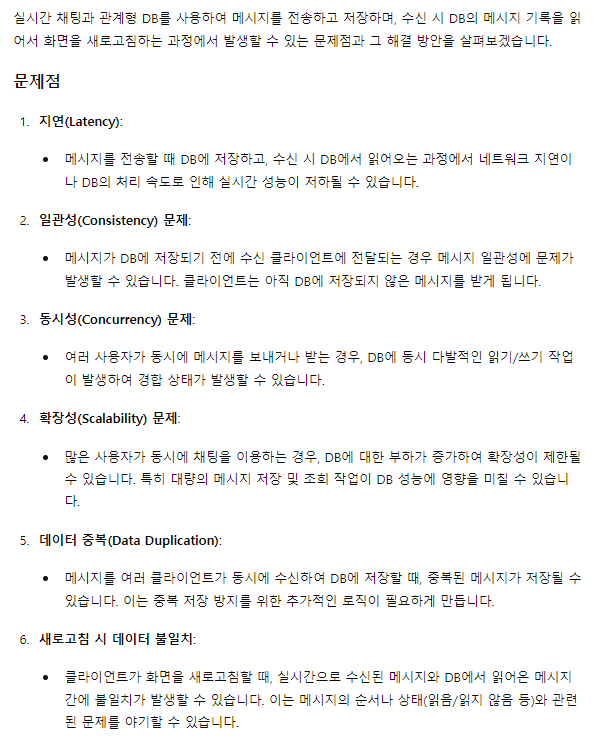 실시간 채팅과 관계형 DB를 사용하여 메시지를 전송하고 저장하며, 수신 시 DB의 메시지 기록을 읽
어서 화면을 새로고침하는 과정에서 발생할 수 있는 문제점과 그 해결 방안을 살펴보겠습니다.
문제점
1. 지연(Latency):
• 메시지를 전송할 때 DB에 저장하고, 수신 시 DB에서 읽어오는 과정에서 네트워크 지연이
나 DB의 처리 속도로 인해 실시간 성능이 저하될 수 있습니다.
2. 일관성(Consistency) 문제:
• 메시지가 DB에 저장되기 전에 수신 클라이언트에 전달되는 경우 메시지 일관성에 문제가
발생할 수 있습니다. 클라이언트는 아직 DB에 저장되지 않은 메시지를 받게 됩니다.
3. 동시성(Concurrency) 문제:
• 여러 사용자가 동시에 메시지를 보내거나 받는 경우, DB에 동시 다발적인 읽기/쓰기 작업
이 발생하여 경합 상태가 발생할 수 있습니다.
4. 확장성(Scalability) 문제:
• 많은 사용자가 동시에 채팅을 이용하는 경우, DB에 대한 부하가 증가하여 확장성이 제한될
수 있습니다. 특히 대량의 메시지 저장 및 조회 작업이 DB 성능에 영향을 미칠 수 있습니
다.
5. 데이터 중복(Data Duplication):
• 메시지를 여러 클라이언트가 동시에 수신하여 DB에 저장할 때, 중복된 메시지가 저장될 수
있습니다. 이는 중복 저장 방지를 위한 추가적인 로직이 필요하게 만듭니다.
6. 새로고침 시 데이터 불일치:
• 클라이언트가 화면을 새로고침할 때, 실시간으로 수신된 메시지와 DB에서 읽어온 메시지
간에 불일치가 발생할 수 있습니다. 이는 메시지의 순서나 상태(읽음/읽지 않음 등)와 관련
된 문제를 야기할 수 있습니다.